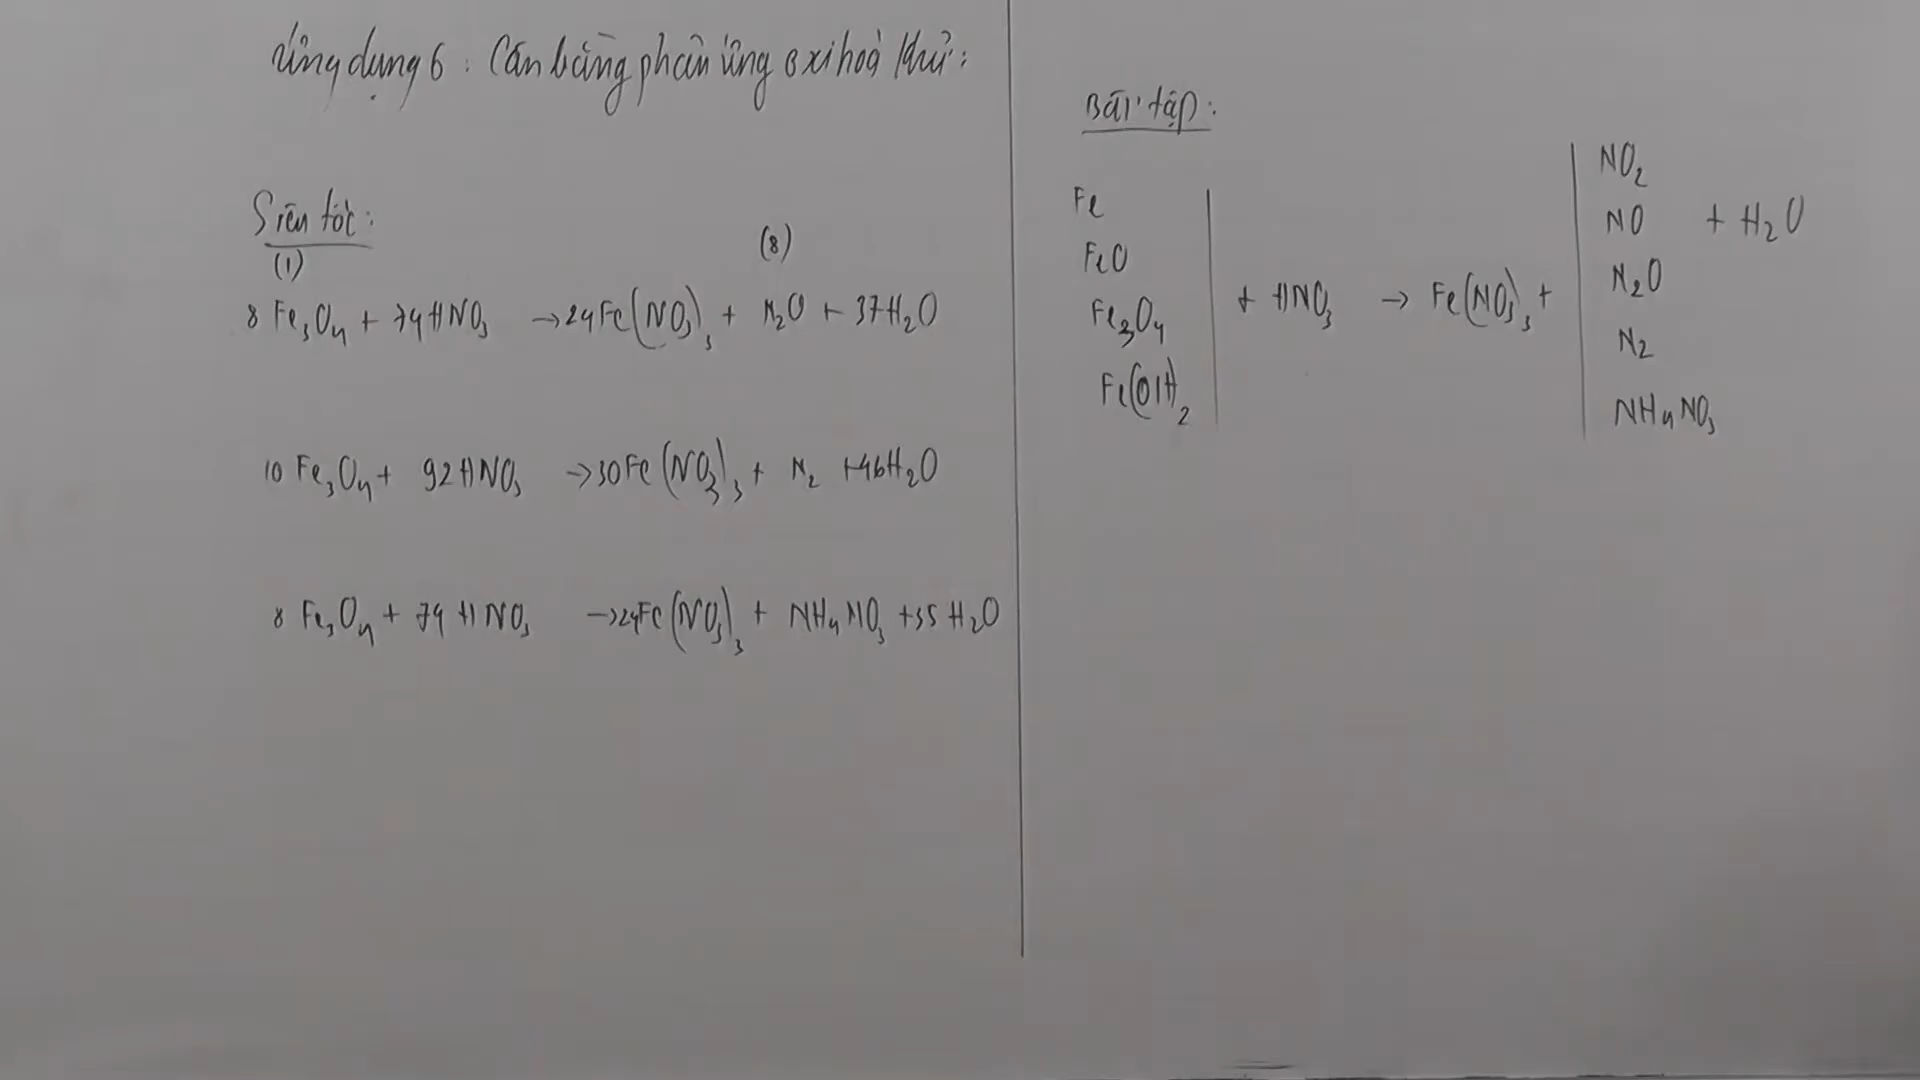 Ứng dụng 6 : Cân bằng phản ứng oxi hoá khử :
Siêu tốc :
(1) (8)
8 Fe₃O₄ + 74 HNO₃ → 24 Fe(NO₃)₃ + N₂O + 37 H₂O
10 Fe₃O₄ + 92 HNO₃ → 30 Fe(NO₃)₃ + N₂ + 46 H₂O
8 Fe₃O₄ + 74 HNO₃ → 24 Fe(NO₃)₃ + NH₄NO₃ + 35 H₂O
Bài tập :
Fe
FeO
Fe₃O₄
Fe(OH)₂
+ HNO₃ → Fe(NO₃)₃ +
NO₂
NO
N₂O
N₂
NH₄NO₃
+ H₂O